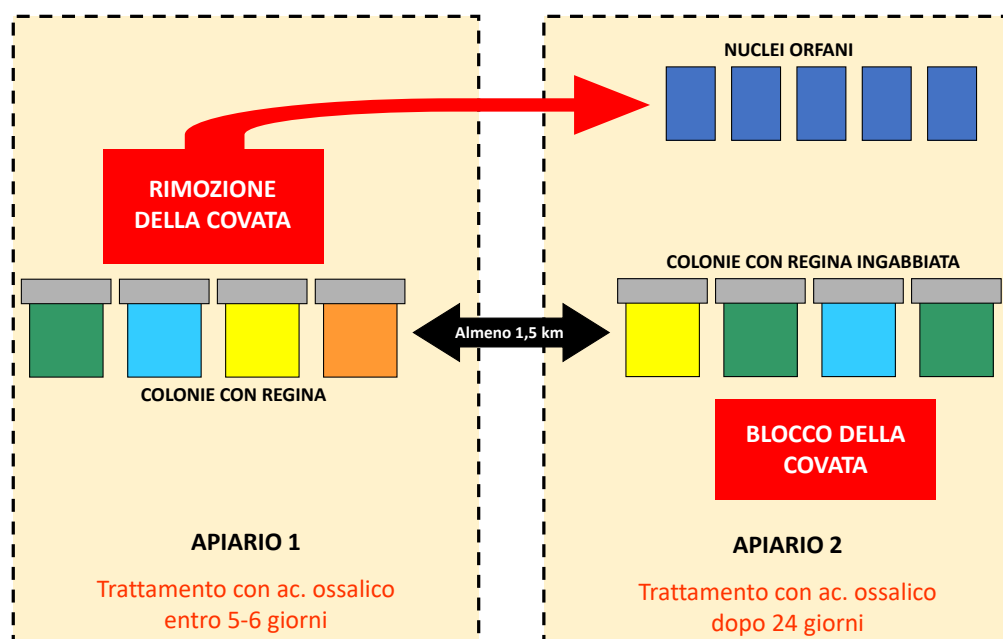 RIMOZIONE
DELLA COVATA
COLONIE CON REGINA
APIARIO 1
Trattamento con ac. ossalico
entro 5-6 giorni
Almeno 1,5 km
NUCLEI ORFANI
COLONIE CON REGINA INGABBIATA
BLOCCO DELLA
COVATA
APIARIO 2
Trattamento con ac. ossalico
dopo 24 giorni